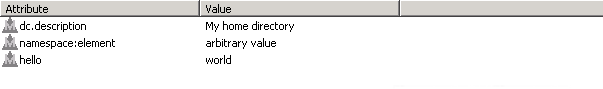 Attribute Value
dc.description My home directory
namespace:element arbitrary value
hello world